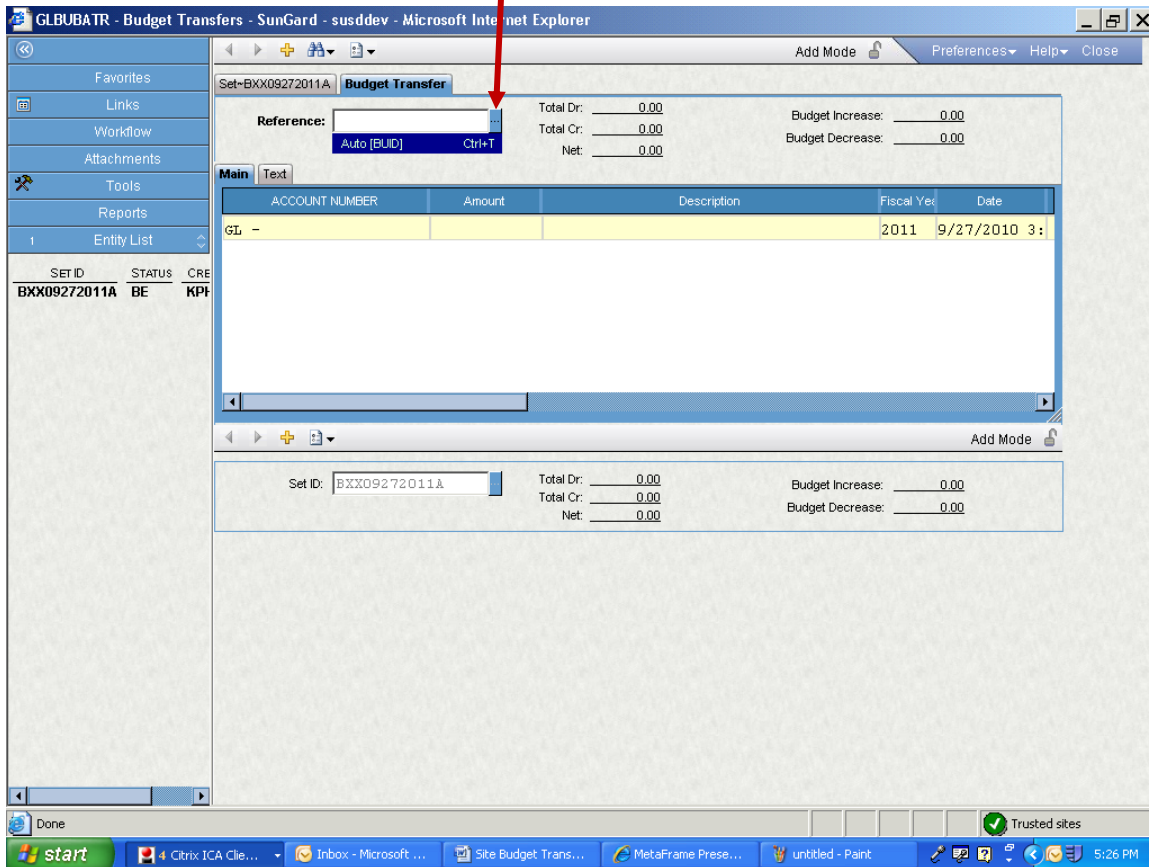 GLBUBATR - Budget Transfers - SunGard - susddev - Microsoft Internet Explorer
Add Mode Preferences Help Close
Favorites
Links
Workflow
Attachments
Tools
Reports
1 Entity List
SET ID STATUS CRE
BXX09272011A BE KPH
Set~BXX09272011A Budget Transfer
Reference: ...
Auto [BUID] Ctrl+T
Total Dr: 0.00
Total Cr: 0.00
Net: 0.00
Budget Increase: 0.00
Budget Decrease: 0.00
Main Text
ACCOUNT NUMBER Amount Description Fiscal Yea Date
GL - 2011 9/27/2010 3:
Add Mode
Set ID: BXX09272011A ...
Total Dr: 0.00
Total Cr: 0.00
Net: 0.00
Budget Increase: 0.00
Budget Decrease: 0.00
Done Trusted sites
start 4 Citrix ICA Clie... Inbox - Microsoft ... Site Budget Trans... MetaFrame Prese... untitled - Paint 5:26 PM